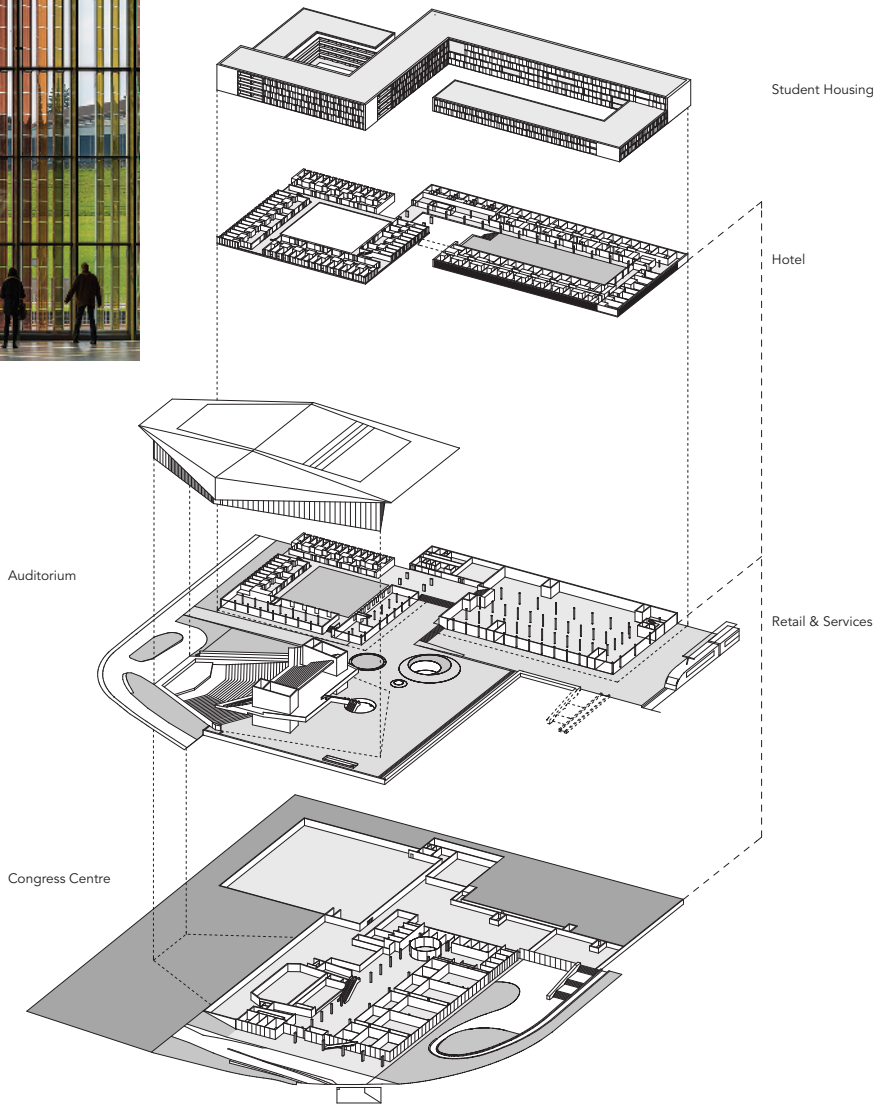 Student Housing
Hotel
Auditorium
Retail & Services
Congress Centre